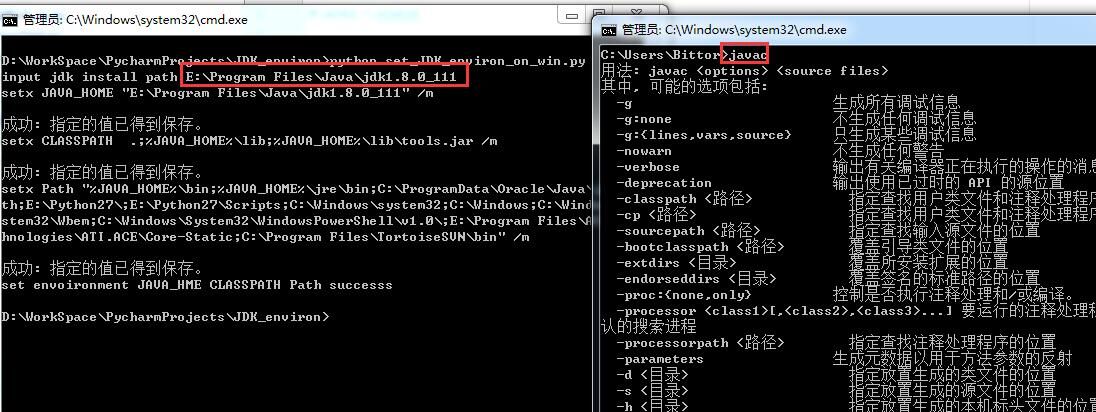 管理员: C:\Windows\system32\cmd.exe
D:\WorkSpace\PycharmProjects\JDK_environ>python set_JDK_environ_on_win.py
input jdk install path E:\Program Files\Java\jdk1.8.0_111
setx JAVA_HOME "E:\Program Files\Java\jdk1.8.0_111" /m
成功: 指定的值已得到保存。
setx CLASSPATH  .;%JAVA_HOME%\lib;%JAVA_HOME%\lib\tools.jar /m
成功: 指定的值已得到保存。
setx Path "%JAVA_HOME%\bin;%JAVA_HOME%\jre\bin;C:\ProgramData\Oracle\Java\
th;E:\Python27\;E:\Python27\Scripts;C:\Windows\system32;C:\Windows;C:\Wind
stem32\Wbem;C:\Windows\System32\WindowsPowerShell\v1.0\;E:\Program Files\A
hnologies\ATI.ACE\Core-Static;C:\Program Files\TortoiseSVN\bin" /m
成功: 指定的值已得到保存。
set envoironment JAVA_HME CLASSPATH Path successs
D:\WorkSpace\PycharmProjects\JDK_environ>
管理员: C:\Windows\system32\cmd.exe
C:\Users\Bittor>javac
用法: javac <options> <source files>
其中, 可能的选项包括:
-g 生成所有调试信息
-g:none 不生成任何调试信息
-g:{lines,vars,source} 只生成某些调试信息
-nowarn 不生成任何警告
-verbose 输出有关编译器正在执行的操作的消息
-deprecation 输出使用已过时的 API 的源位置
-classpath <路径> 指定查找用户类文件和注释处理程序
-cp <路径> 指定查找用户类文件和注释处理程序
-sourcepath <路径> 指定查找输入源文件的位置
-bootclasspath <路径> 覆盖引导类文件的位置
-extdirs <目录> 覆盖所安装扩展的位置
-endorseddirs <目录> 覆盖签名的标准路径的位置
-proc:{none,only} 控制是否执行注释处理和/或编译。
-processor <class1>[,<class2>,<class3>...] 要运行的注释处理程
认的搜索进程
-processorpath <路径> 指定查找注释处理程序的位置
-parameters 生成元数据以用于方法参数的反射
-d <目录> 指定放置生成的类文件的位置
-s <目录> 指定放置生成的源文件的位置
-h <目录> 指定放置生成的本机标头文件的位置